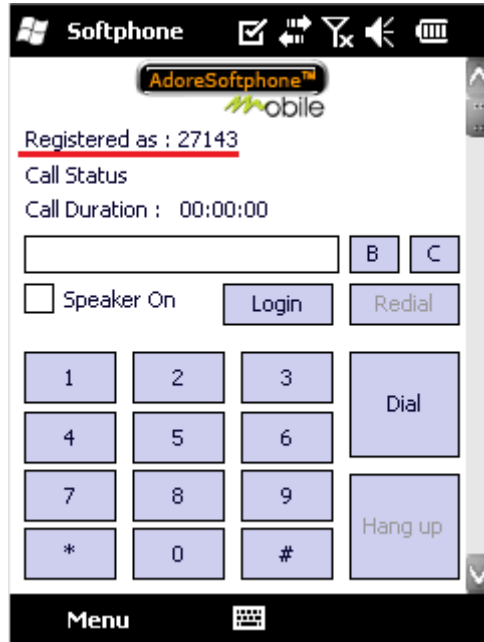 Softphone
AdoreSoftphone™
Mobile
Registered as : 27143
Call Status
Call Duration : 00:00:00
B C
Speaker On Login Redial
1 2 3
Dial
4 5 6
7 8 9
Hang up
* 0 #
Menu